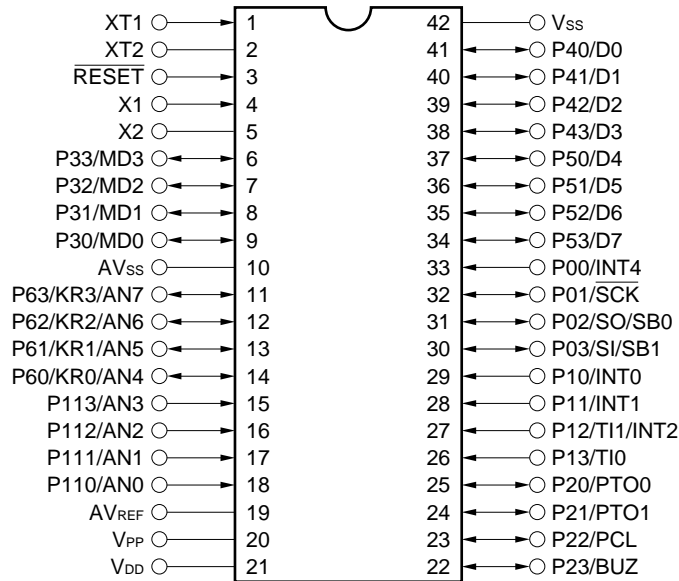 XT1 1 42 Vss
XT2 2 41 P40/D0
RESET 3 40 P41/D1
X1 4 39 P42/D2
X2 5 38 P43/D3
P33/MD3 6 37 P50/D4
P32/MD2 7 36 P51/D5
P31/MD1 8 35 P52/D6
P30/MD0 9 34 P53/D7
AVss 10 33 P00/INT4
P63/KR3/AN7 11 32 P01/SCK
P62/KR2/AN6 12 31 P02/SO/SB0
P61/KR1/AN5 13 30 P03/SI/SB1
P60/KR0/AN4 14 29 P10/INT0
P113/AN3 15 28 P11/INT1
P112/AN2 16 27 P12/TI1/INT2
P111/AN1 17 26 P13/TI0
P110/AN0 18 25 P20/PTO0
AVREF 19 24 P21/PTO1
VPP 20 23 P22/PCL
VDD 21 22 P23/BUZ